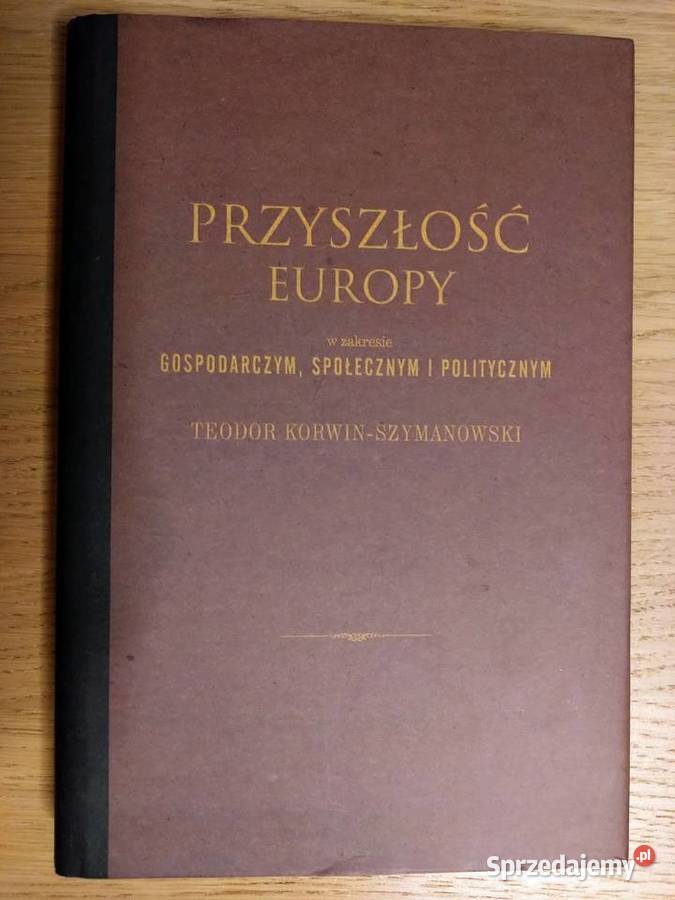 PRZYSZŁOŚĆ
EUROPY
w zakresie
GOSPODARCZYM, SPOŁECZNYM I POLITYCZNYM
TEODOR KORWIN-SZYMANOWSKI
Sprzedajemy.pl